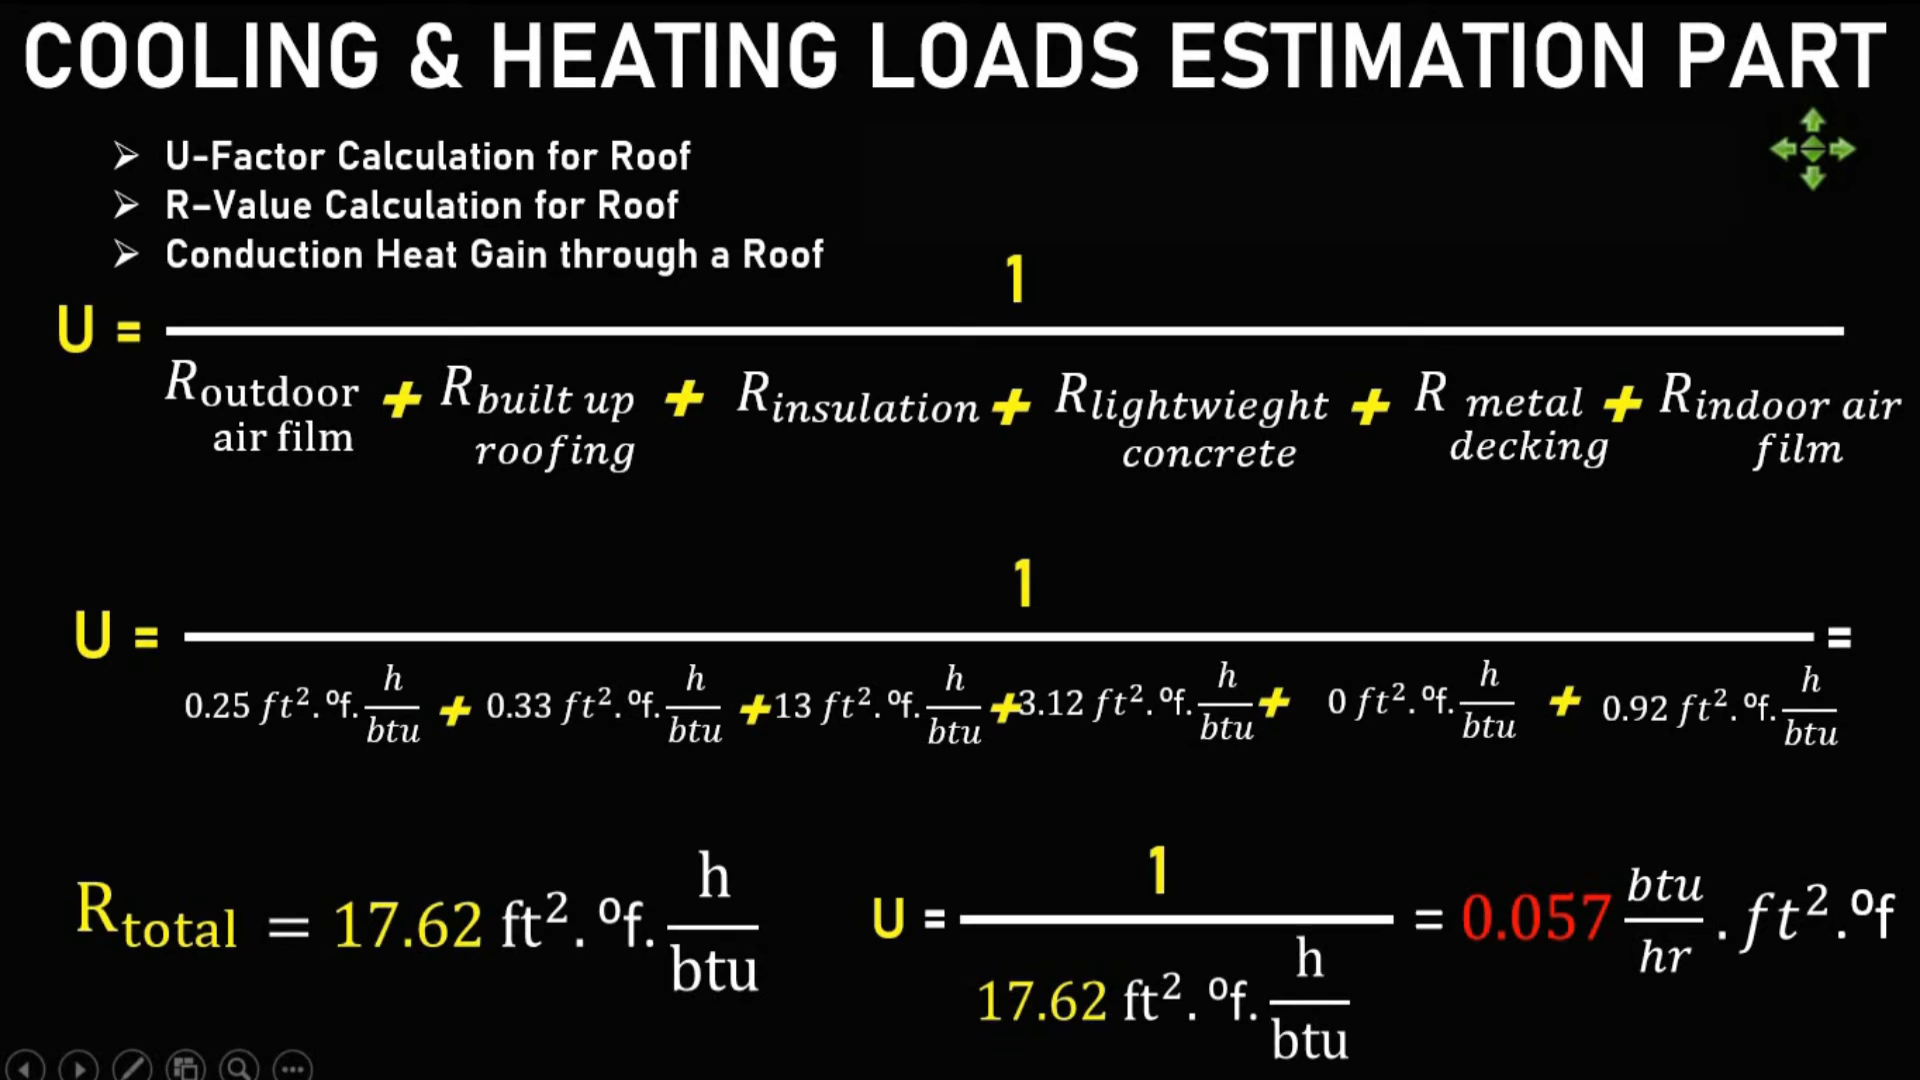 COOLING & HEATING LOADS ESTIMATION PART
➢ U-Factor Calculation for Roof
➢ R–Value Calculation for Roof
➢ Conduction Heat Gain through a Roof
1
U =
R outdoor air film + R built up roofing + R insulation + R lightwieght concrete + R metal decking + R indoor air film
1
U = =
0.25 ft². ºf. h/btu + 0.33 ft². ºf. h/btu + 13 ft². ºf. h/btu + 3.12 ft². ºf. h/btu + 0 ft². ºf. h/btu + 0.92 ft². ºf. h/btu
R total = 17.62 ft². ºf. h/btu
U = 1 / 17.62 ft². ºf. h/btu = 0.057 btu/hr . ft². ºf